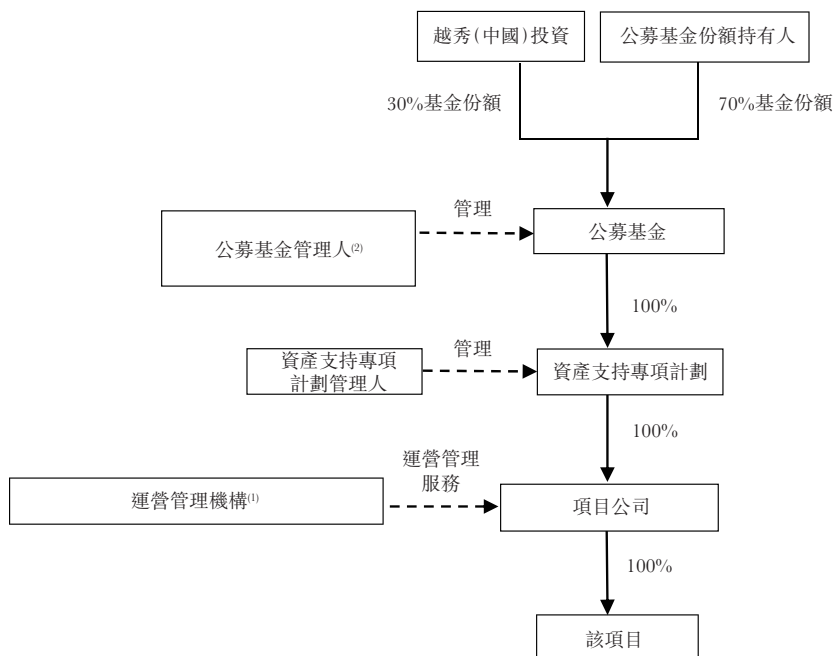 越秀(中國)投資
公募基金份額持有人
30%基金份額
70%基金份額
管理
公募基金管理人(2)
公募基金
100%
資產支持專項
計劃管理人
管理
資產支持專項計劃
100%
運營管理
服務
運營管理機構(1)
項目公司
100%
該項目